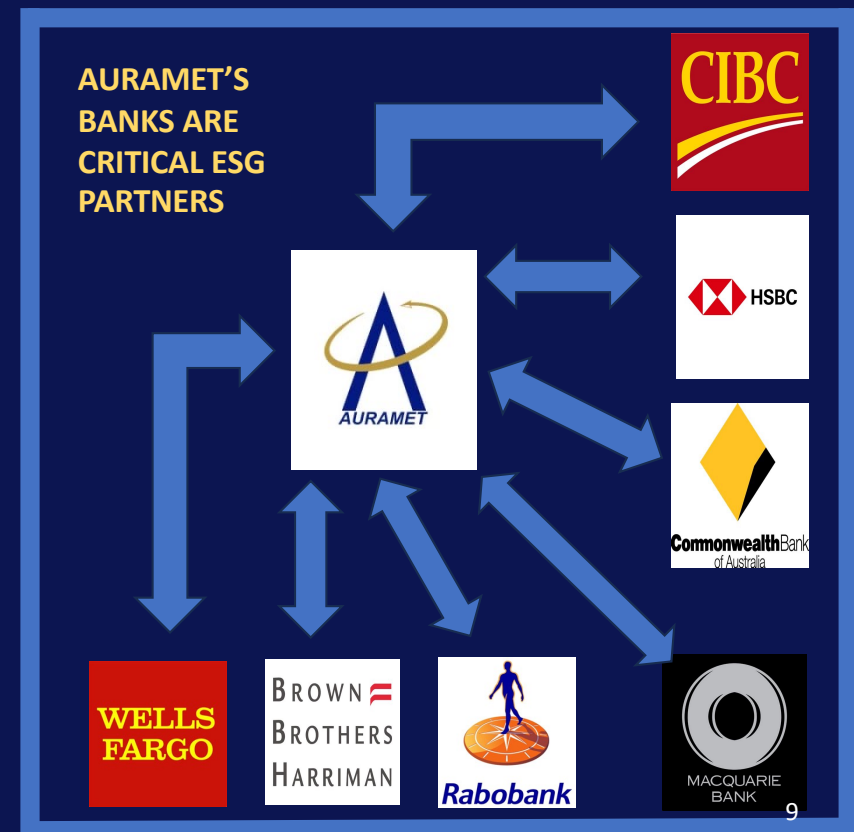 AURAMET’S
BANKS ARE
CRITICAL ESG
PARTNERS
CIBC
HSBC
AURAMET
CommonwealthBank
of Australia
WELLS
FARGO
BROWN
BROTHERS
HARRIMAN
Rabobank
MACQUARIE
BANK
9